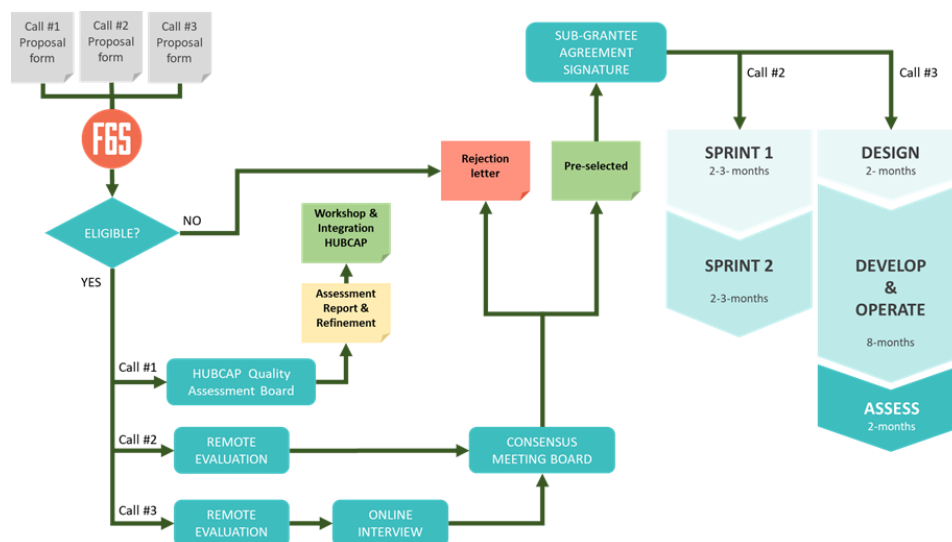 Call #1
Proposal
form
Call #2
Proposal
form
Call #3
Proposal
form
F6S
ELIGIBLE?
NO
YES
Rejection
letter
Pre-selected
SUB-GRANTEE
AGREEMENT
SIGNATURE
Call #2
Call #3
SPRINT 1
2-3- months
SPRINT 2
2-3-months
DESIGN
2- months
DEVELOP
&
OPERATE
8-months
ASSESS
2-months
Workshop &
Integration
HUBCAP
Assessment
Report &
Refinement
Call #1
HUBCAP Quality
Assessment Board
Call #2
REMOTE
EVALUATION
CONSENSUS
MEETING BOARD
Call #3
REMOTE
EVALUATION
ONLINE
INTERVIEW